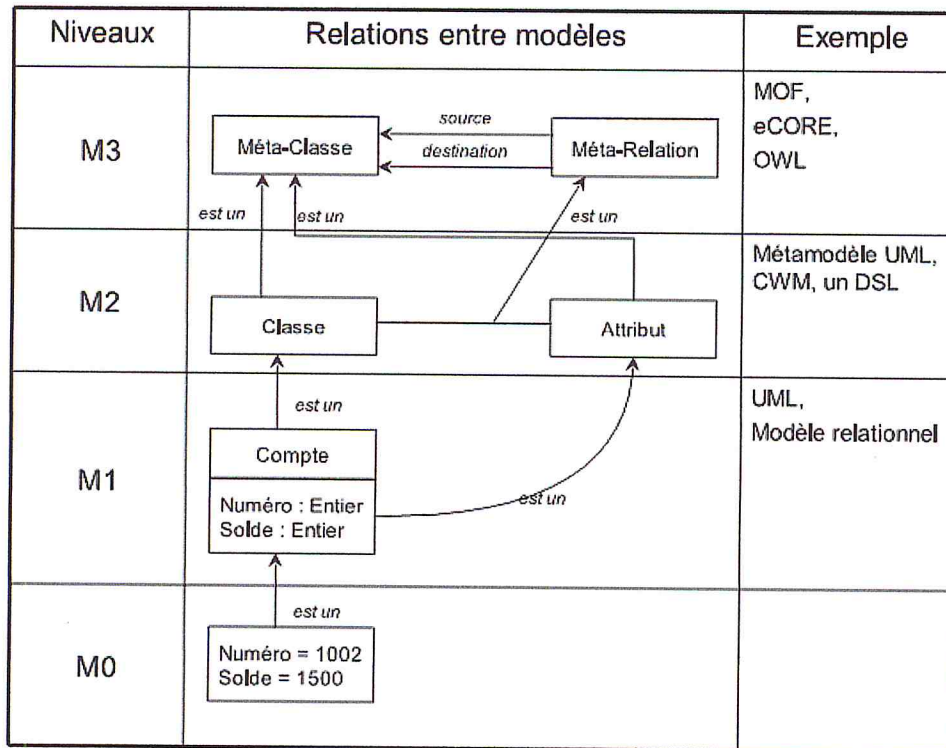 Niveaux
Relations entre modèles
Exemple
M3
Méta-Classe
source
destination
Méta-Relation
MOF,
eCORE,
OWL
est un
est un
est un
M2
Classe
Attribut
Métamodèle UML,
CWM, un DSL
M1
est un
Compte
Numéro : Entier
Solde : Entier
est un
UML,
Modèle relationnel
M0
est un
Numéro = 1002
Solde = 1500